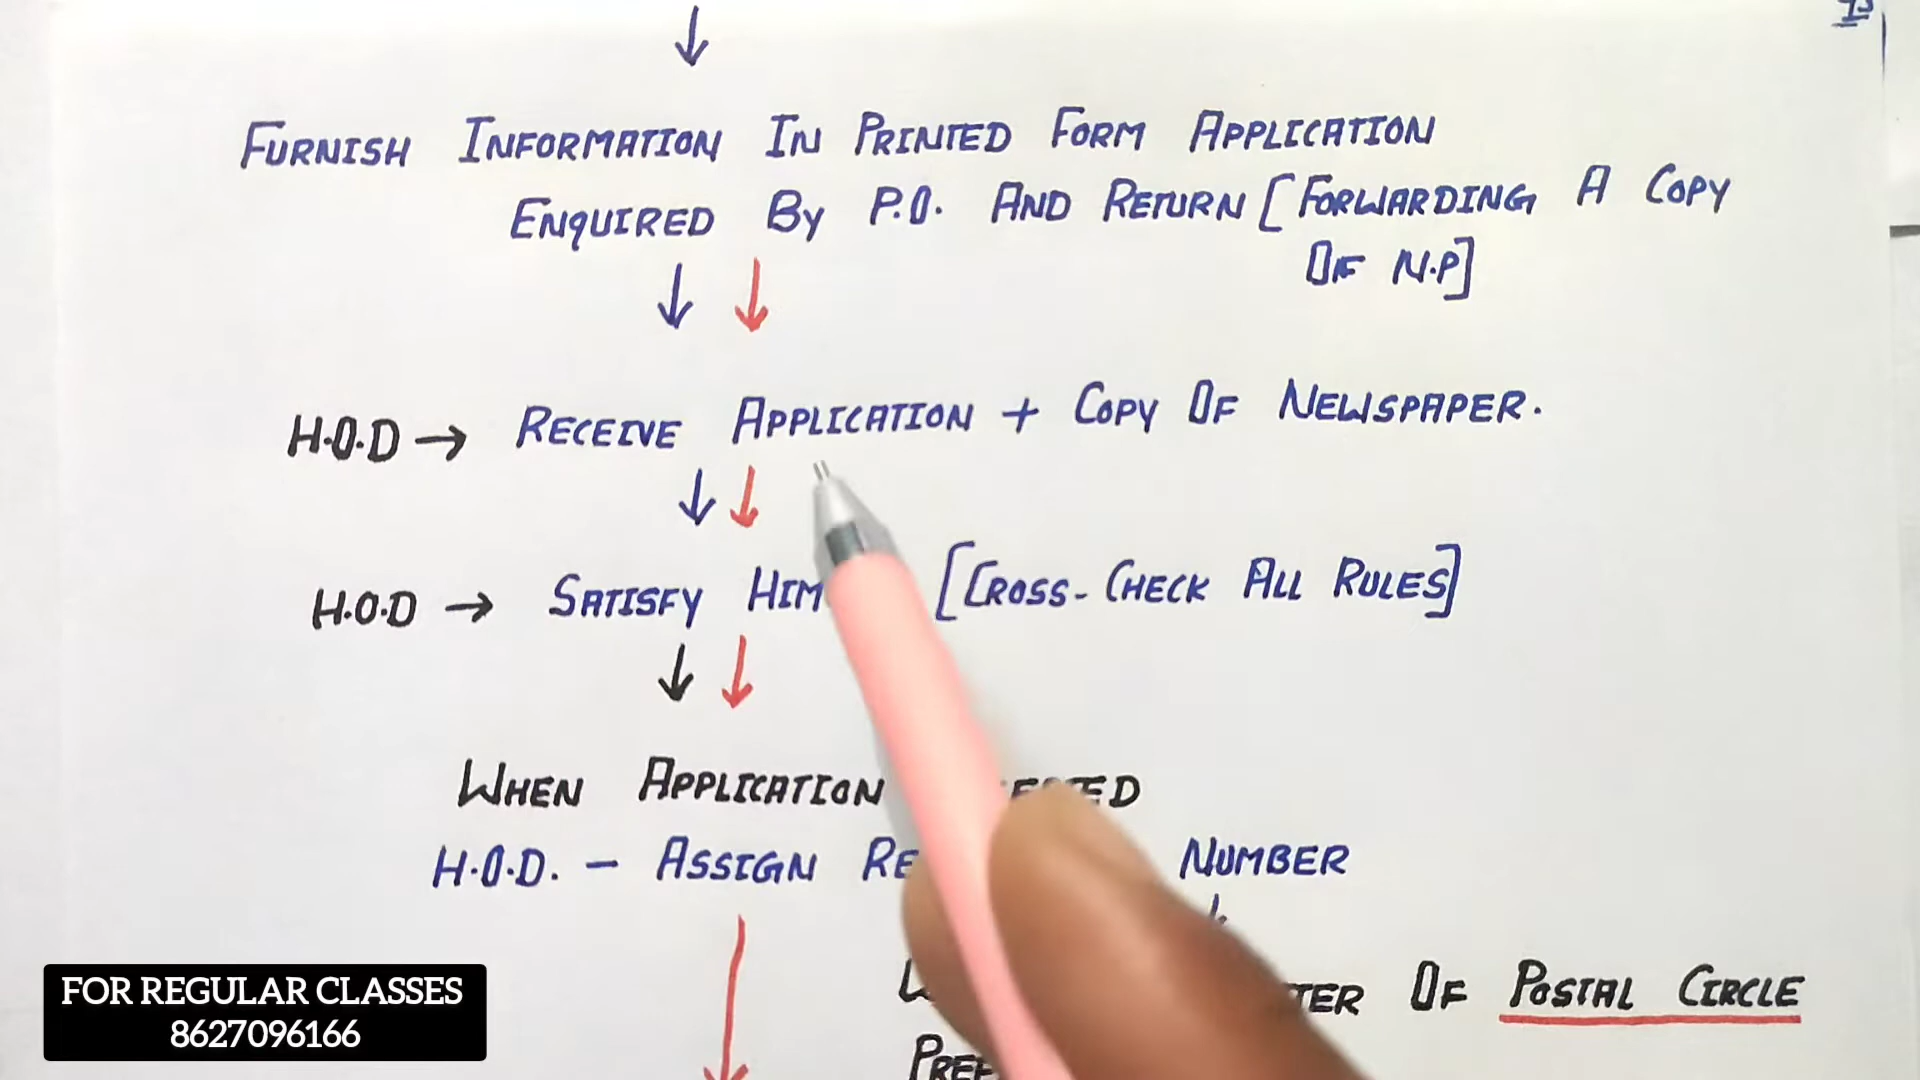 FURNISH INFORMATION IN PRINTED FORM APPLICATION
ENQUIRED By P.O. AND RETURN [FORWARDING A COPY
OF N.P]
H.O.D → RECEIVE APPLICATION + COPY OF NEWSPAPER.
H.O.D → SATISFY HIM [CROSS-CHECK ALL RULES]
WHEN APPLICATION
H.O.D. - ASSIGN NUMBER
OF POSTAL CIRCLE
FOR REGULAR CLASSES
8627096166